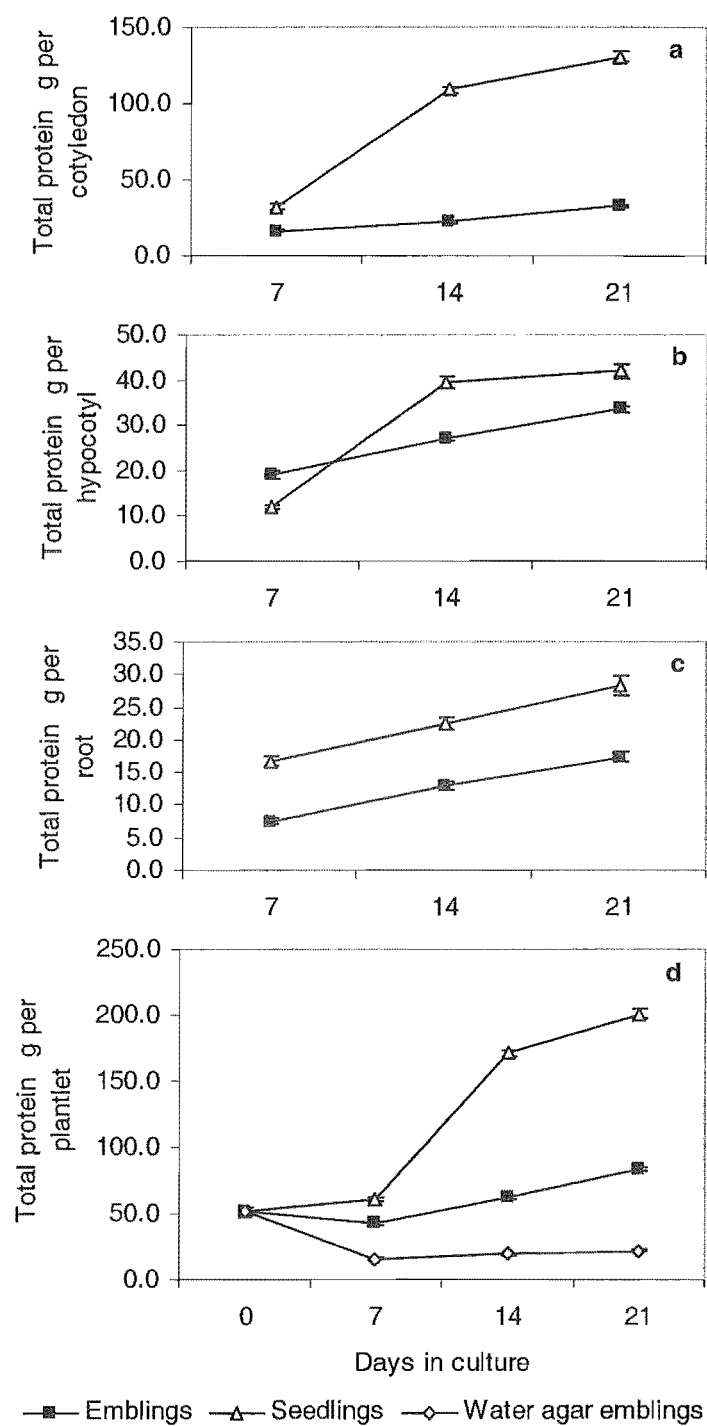 150.0
100.0
50.0
0.0
Total protein g per
cotyledon
a
7 14 21
50.0
40.0
30.0
20.0
10.0
0.0
Total protein g per
hypocotyl
b
7 14 21
35.0
30.0
25.0
20.0
15.0
10.0
5.0
0.0
Total protein g per
root
c
7 14 21
250.0
200.0
150.0
100.0
50.0
0.0
Total protein g per
plantlet
d
0 7 14 21
Days in culture
Emblings Seedlings Water agar emblings